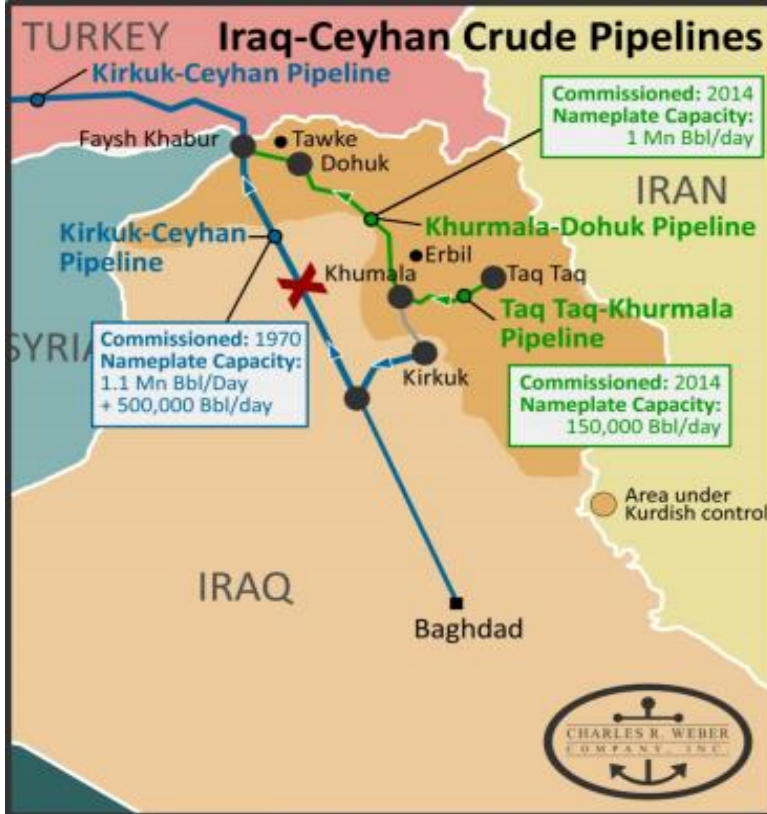 TURKEY
Iraq-Ceyhan Crude Pipelines
Kirkuk-Ceyhan Pipeline
Commissioned: 2014
Nameplate Capacity:
1 Mn Bbl/day
Faysh Khabur
Tawke
Dohuk
IRAN
Kirkuk-Ceyhan
Pipeline
Khurmala-Dohuk Pipeline
Erbil
Khumala
Taq Taq
Taq Taq-Khurmala
Pipeline
SYRIA
Commissioned: 1970
Nameplate Capacity:
1.1 Mn Bbl/Day
+ 500,000 Bbl/day
Kirkuk
Commissioned: 2014
Nameplate Capacity:
150,000 Bbl/day
Area under
Kurdish control
IRAQ
Baghdad
CHARLES R. WEBER
COMPANY, INC.